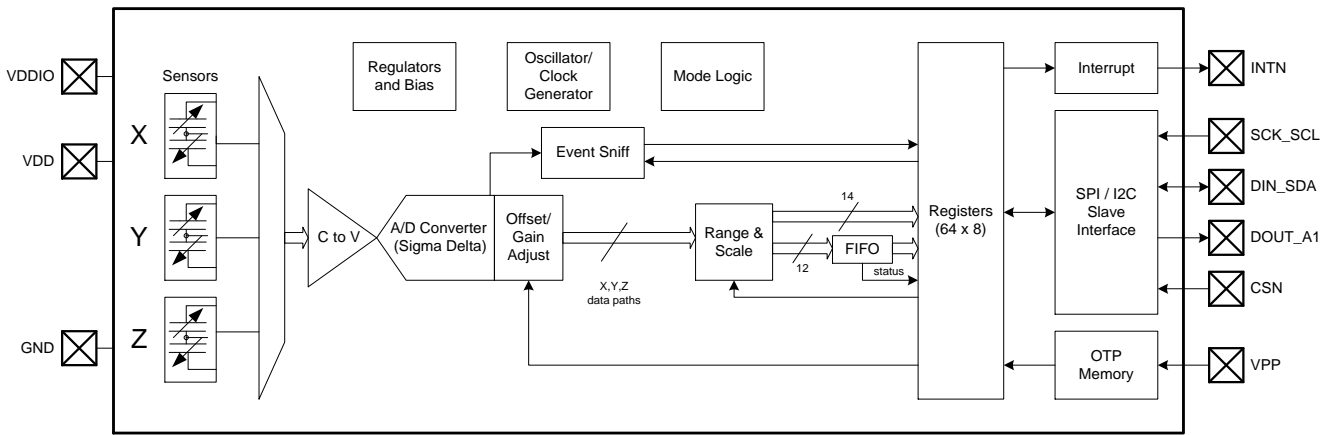 VDDIO
VDD
GND
Sensors
X
Y
Z
Regulators
and Bias
Oscillator/
Clock
Generator
Mode Logic
Event Sniff
C to V
A/D Converter
(Sigma Delta)
Offset/
Gain
Adjust
X,Y,Z
data paths
Range &
Scale
14
12
FIFO
status
Registers
(64 x 8)
Interrupt
SPI / I2C
Slave
Interface
OTP
Memory
INTN
SCK_SCL
DIN_SDA
DOUT_A1
CSN
VPP